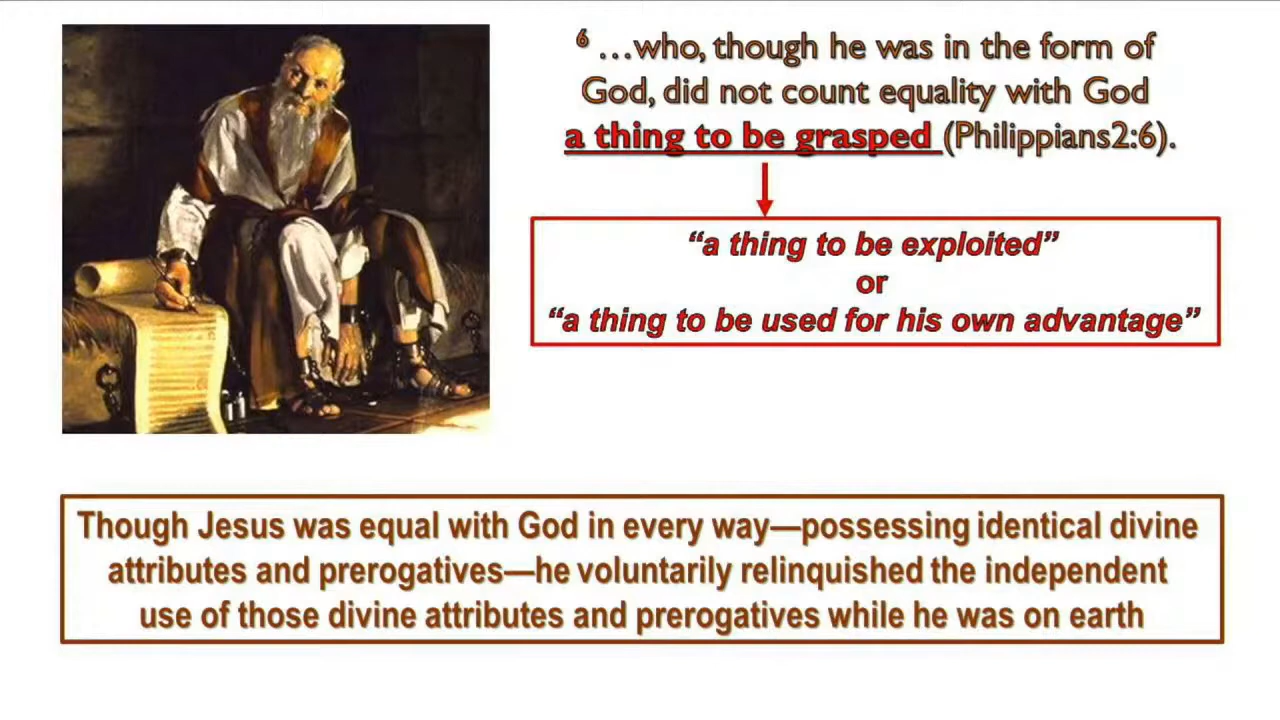 6 …who, though he was in the form of
God, did not count equality with God
a thing to be grasped (Philippians2:6).
“a thing to be exploited”
or
“a thing to be used for his own advantage”
Though Jesus was equal with God in every way—possessing identical divine
attributes and prerogatives—he voluntarily relinquished the independent
use of those divine attributes and prerogatives while he was on earth